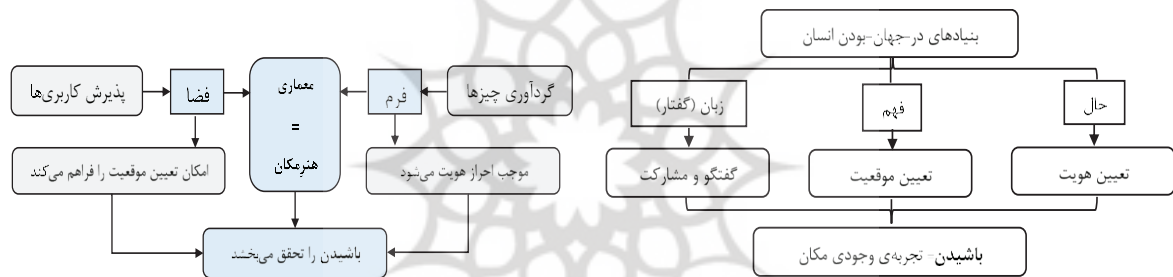 بنیادهای در-جهان-بودن انسان
حال
فهم
زبان (گفتار)
تعیین هویت
تعیین موقعیت
گفتگو و مشارکت
باشیدن- تجربه‌ی وجودی مکان
گردآوری چیزها
فرم
معماری
=
هنرمکان
فضا
پذیرش کاربری‌ها
موجب احراز هویت می‌شود
امکان تعیین موقعیت را فراهم می‌کند
باشیدن را تحقق می‌بخشد